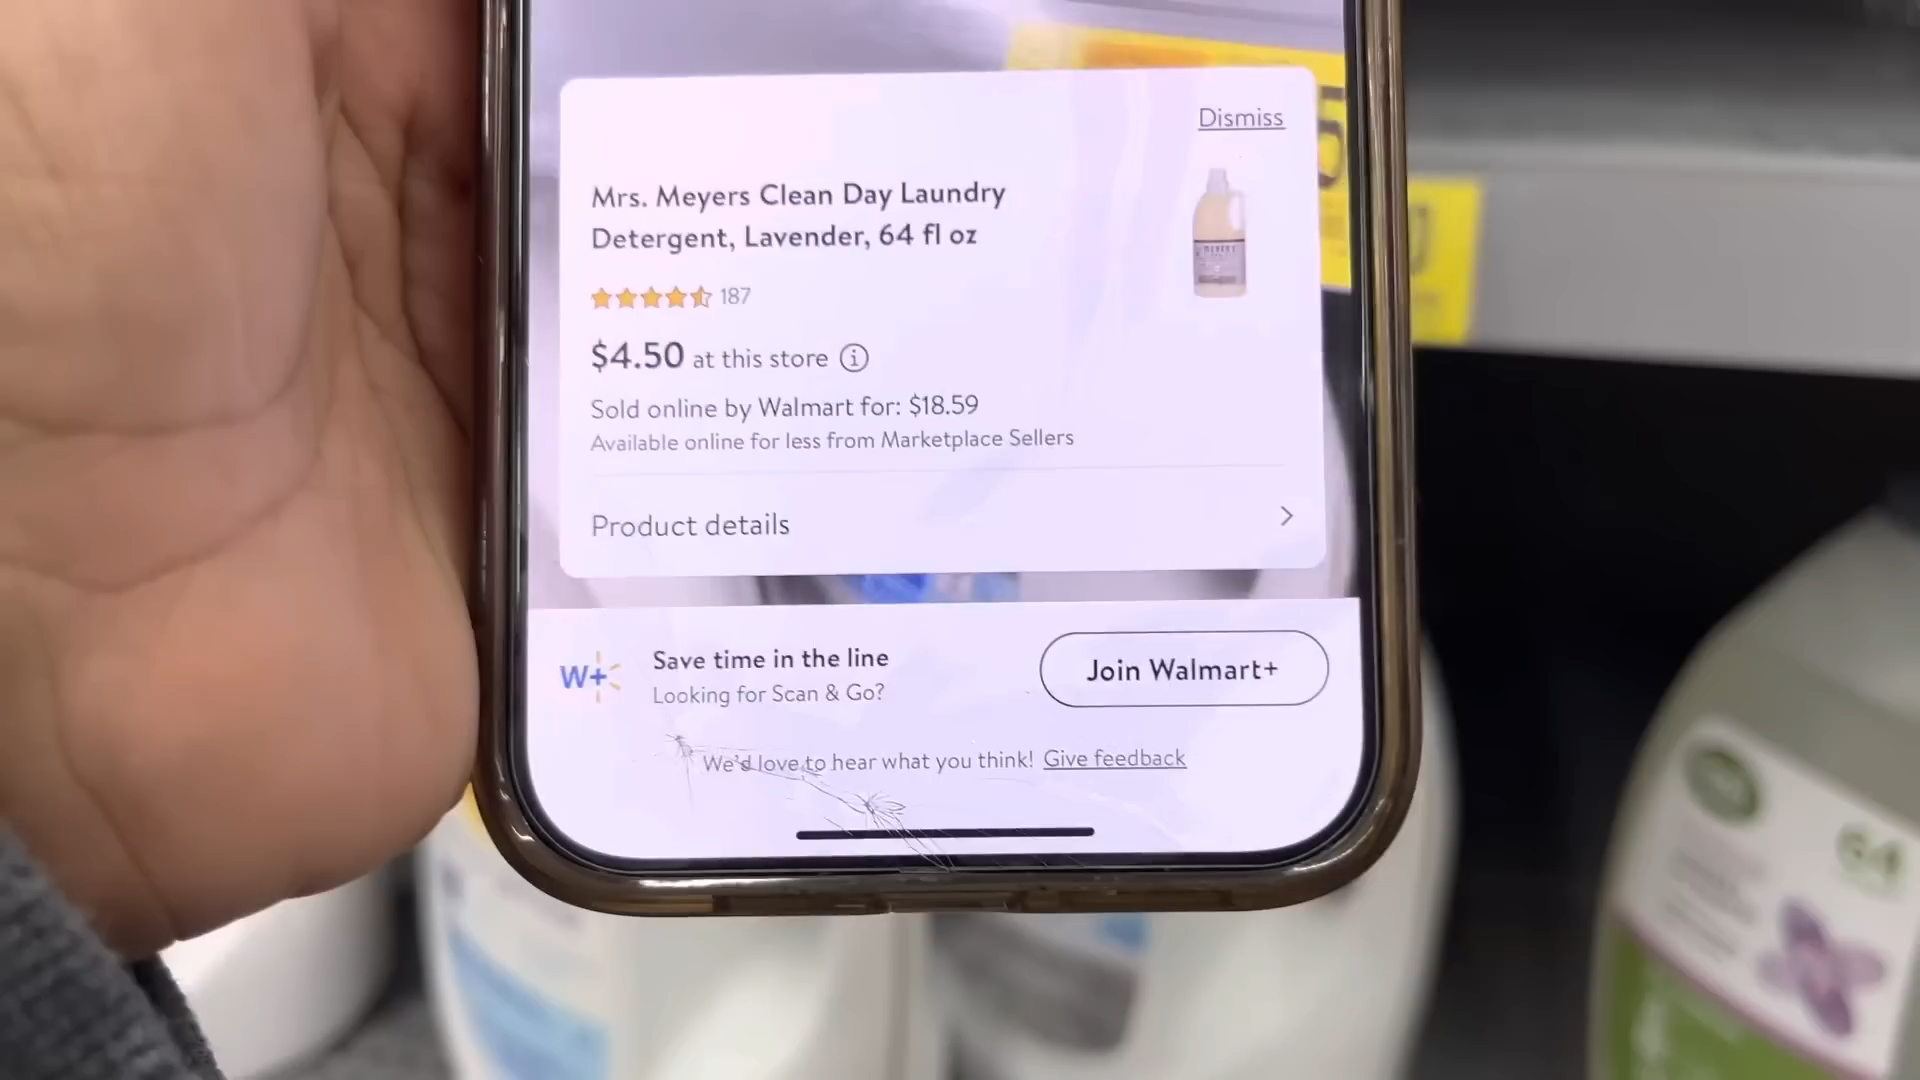 Dismiss
Mrs. Meyers Clean Day Laundry
Detergent, Lavender, 64 fl oz
187
$4.50 at this store
Sold online by Walmart for: $18.59
Available online for less from Marketplace Sellers
Product details
W+
Save time in the line
Looking for Scan & Go?
Join Walmart+
We'd love to hear what you think! Give feedback
5
64